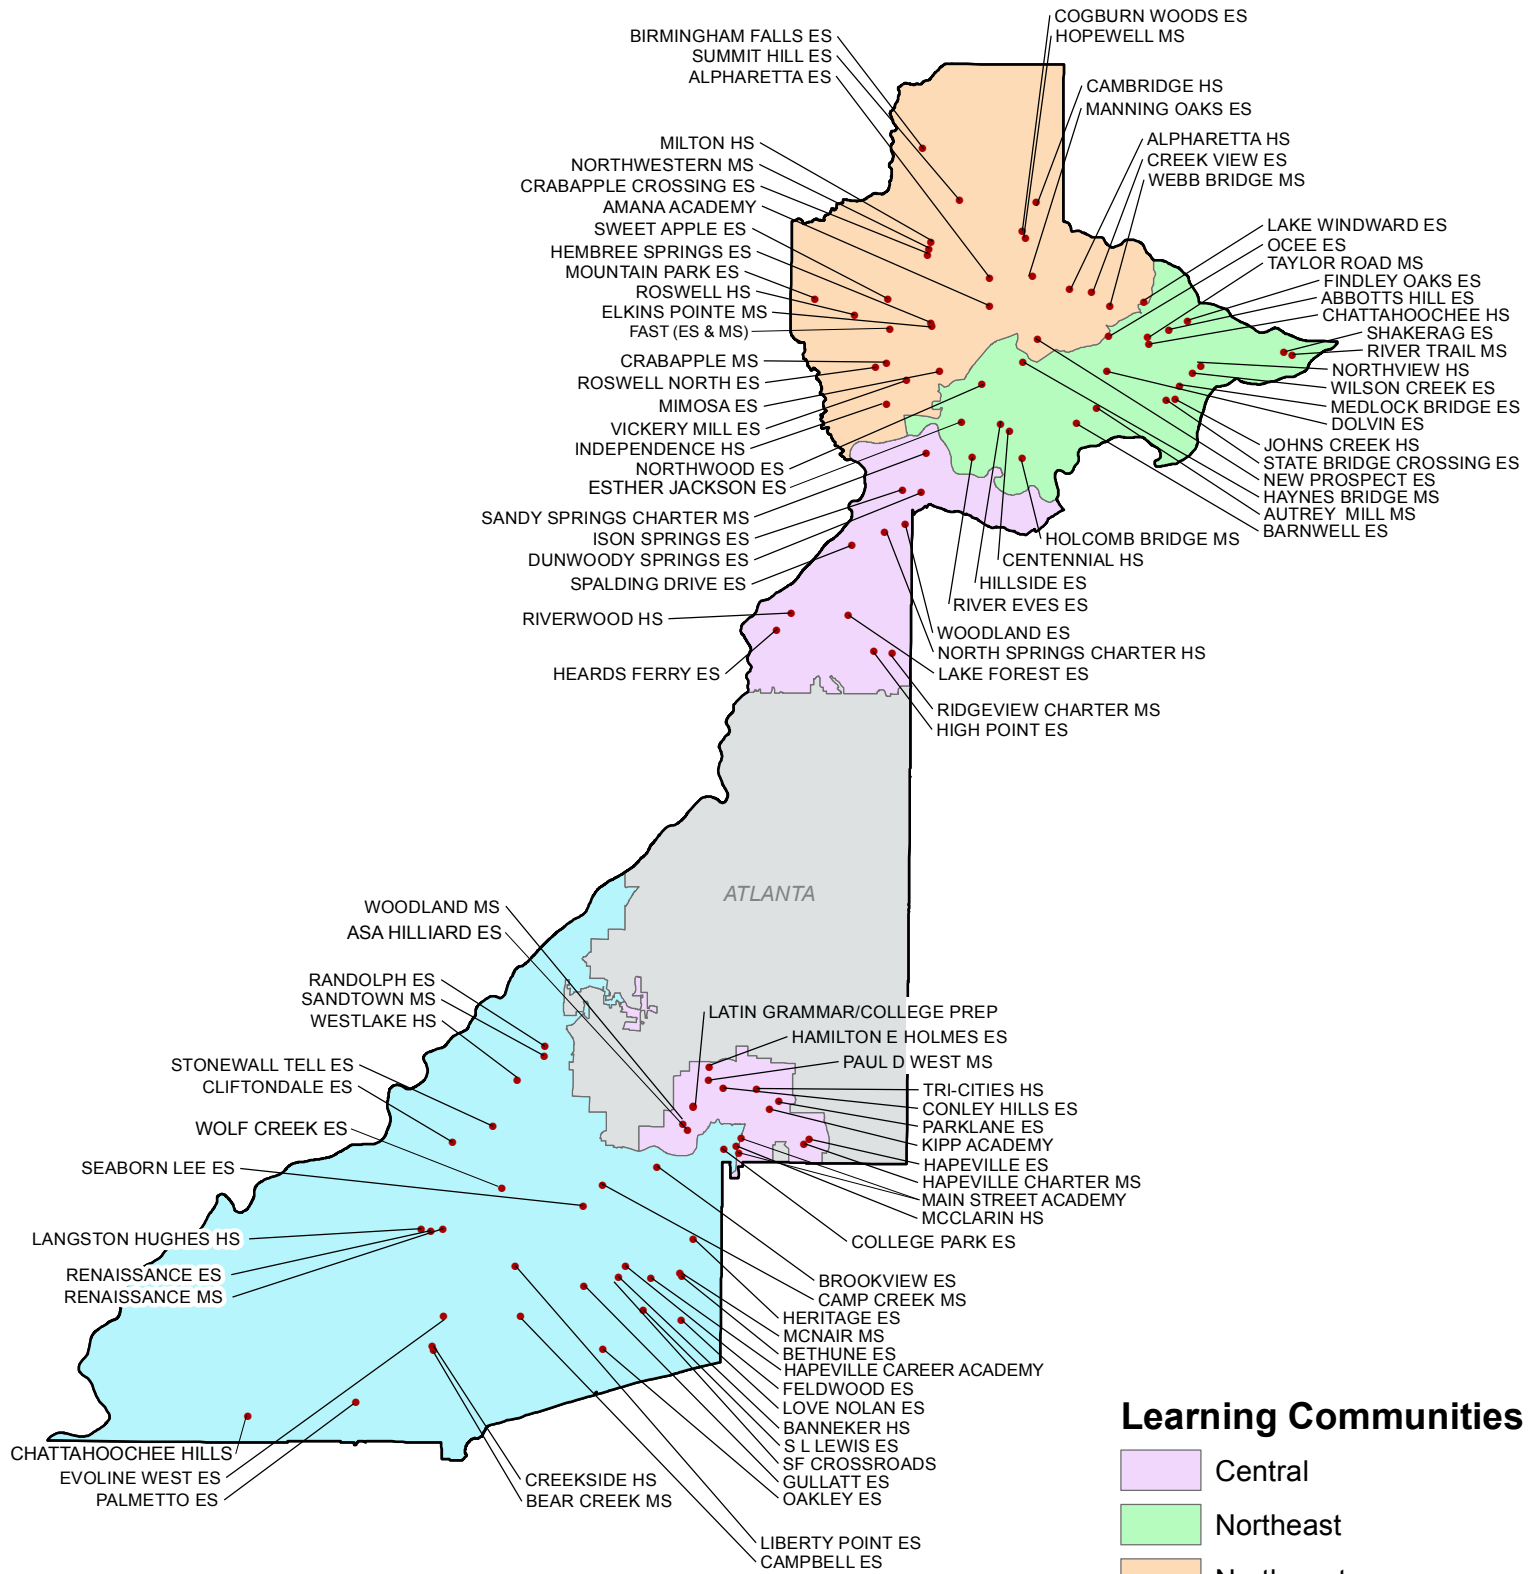 COGBURN WOODS ES
HOPEWELL MS
BIRMINGHAM FALLS ES
SUMMIT HILL ES
ALPHARETTA ES
CAMBRIDGE HS
MANNING OAKS ES
ALPHARETTA HS
CREEK VIEW ES
WEBB BRIDGE MS
MILTON HS
NORTHWESTERN MS
CRABAPPLE CROSSING ES
AMANA ACADEMY
SWEET APPLE ES
HEMBREE SPRINGS ES
MOUNTAIN PARK ES
ROSWELL HS
ELKINS POINTE MS
FAST (ES & MS)
CRABAPPLE MS
ROSWELL NORTH ES
MIMOSA ES
VICKERY MILL ES
INDEPENDENCE HS
NORTHWOOD ES
ESTHER JACKSON ES
SANDY SPRINGS CHARTER MS
ISON SPRINGS ES
DUNWOODY SPRINGS ES
SPALDING DRIVE ES
RIVERWOOD HS
HEARDS FERRY ES
LAKE WINDWARD ES
OCEE ES
TAYLOR ROAD MS
FINDLEY OAKS ES
ABBOTTS HILL ES
CHATTAHOOCHEE HS
SHAKERAG ES
RIVER TRAIL MS
NORTHVIEW HS
WILSON CREEK ES
MEDLOCK BRIDGE ES
DOLVIN ES
JOHNS CREEK HS
STATE BRIDGE CROSSING ES
NEW PROSPECT ES
HAYNES BRIDGE MS
AUTREY MILL MS
BARNWELL ES
HOLCOMB BRIDGE MS
CENTENNIAL HS
HILLSIDE ES
RIVER EVES ES
WOODLAND ES
NORTH SPRINGS CHARTER HS
LAKE FOREST ES
RIDGEVIEW CHARTER MS
HIGH POINT ES
ATLANTA
WOODLAND MS
ASA HILLIARD ES
RANDOLPH ES
SANDTOWN MS
WESTLAKE HS
STONEWALL TELL ES
CLIFTONDALE ES
WOLF CREEK ES
SEABORN LEE ES
LANGSTON HUGHES HS
RENAISSANCE ES
RENAISSANCE MS
CHATTAHOOCHEE HILLS
EVOLINE WEST ES
PALMETTO ES
LATIN GRAMMAR/COLLEGE PREP
HAMILTON E HOLMES ES
PAUL D WEST MS
TRI-CITIES HS
CONLEY HILLS ES
PARKLANE ES
KIPP ACADEMY
HAPEVILLE ES
HAPEVILLE CHARTER MS
MAIN STREET ACADEMY
MCCLARIN HS
COLLEGE PARK ES
BROOKVIEW ES
CAMP CREEK MS
HERITAGE ES
MCNAIR MS
BETHUNE ES
HAPEVILLE CAREER ACADEMY
FELDWOOD ES
LOVE NOLAN ES
BANNEKER HS
S L LEWIS ES
SF CROSSROADS
GULLATT ES
OAKLEY ES
CREEKSIDE HS
BEAR CREEK MS
LIBERTY POINT ES
CAMPBELL ES
Learning Communities
Central
Northeast